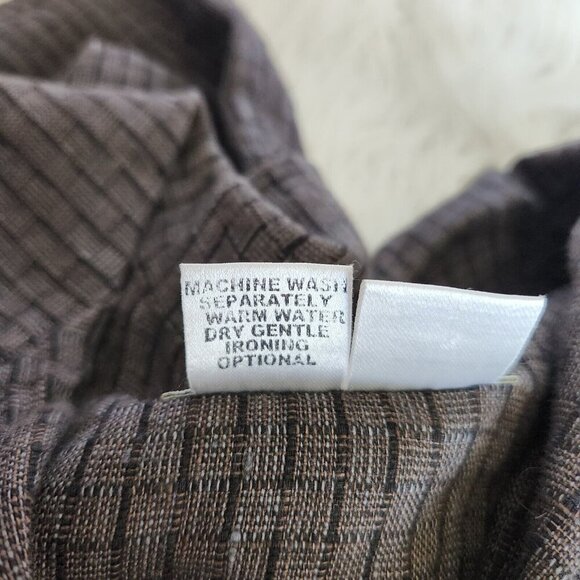 MACHINE WASH
SEPARATELY
WARM WATER
DRY GENTLE
IRONING
OPTIONAL